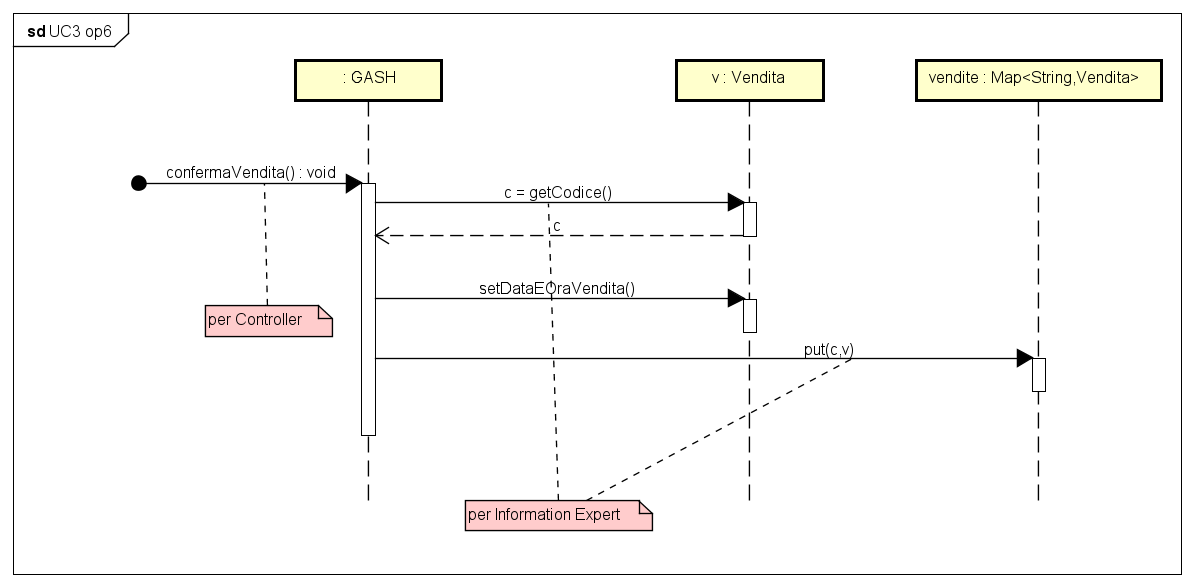 sd UC3 op6
: GASH
v : Vendita
vendite : Map<String,Vendita>
confermaVendita() : void
c = getCodice()
c
setDataEOraVendita()
per Controller
put(c,v)
per Information Expert